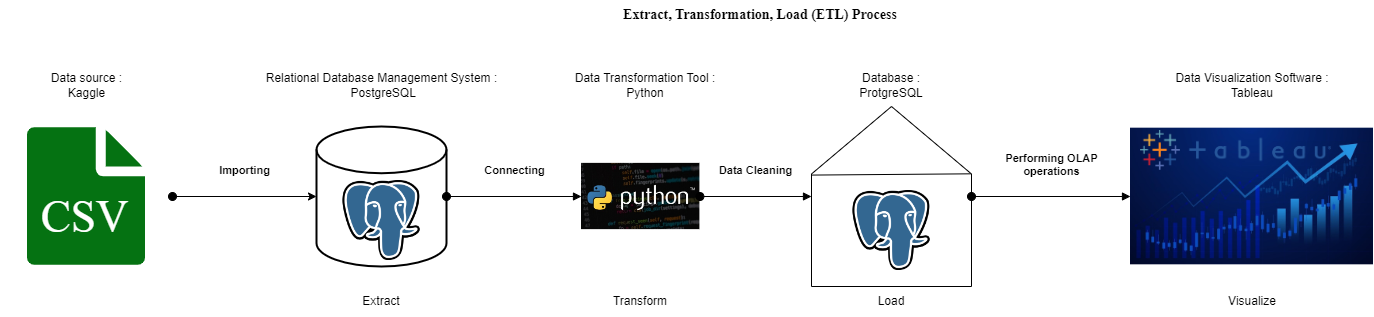 Extract, Transformation, Load (ETL) Process
Data source :
Kaggle
Relational Database Management System :
PostgreSQL
Data Transformation Tool :
Python
Database :
ProtgreSQL
Data Visualization Software :
Tableau
CSV
Importing
Connecting
python™
Data Cleaning
Performing OLAP
operations
+ableau
Extract
Transform
Load
Visualize